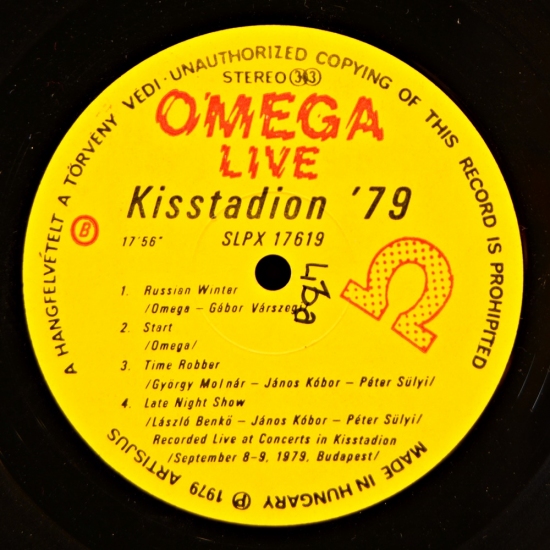 A HANGFELVÉTELT A TÖRVÉNY VÉDI · UNAUTHORIZED COPYING OF THIS RECORD IS PROHIPITED
STEREO 33
OMEGA
LIVE
Kisstadion '79
B
17'56" SLPX 17619
1. Russian Winter
/Omega – Gábor Várszegi
2. Start
/Omega/
3. Time Robber
/György Molnár – János Kóbor – Péter Sülyi/
4. Late Night Show
/László Benkö – János Kóbor – Péter Sülyi/
Recorded Live at Concerts in Kisstadion
/September 8-9, 1979, Budapest/
MADE IN HUNGARY Ⓟ 1979 ARTISJUS